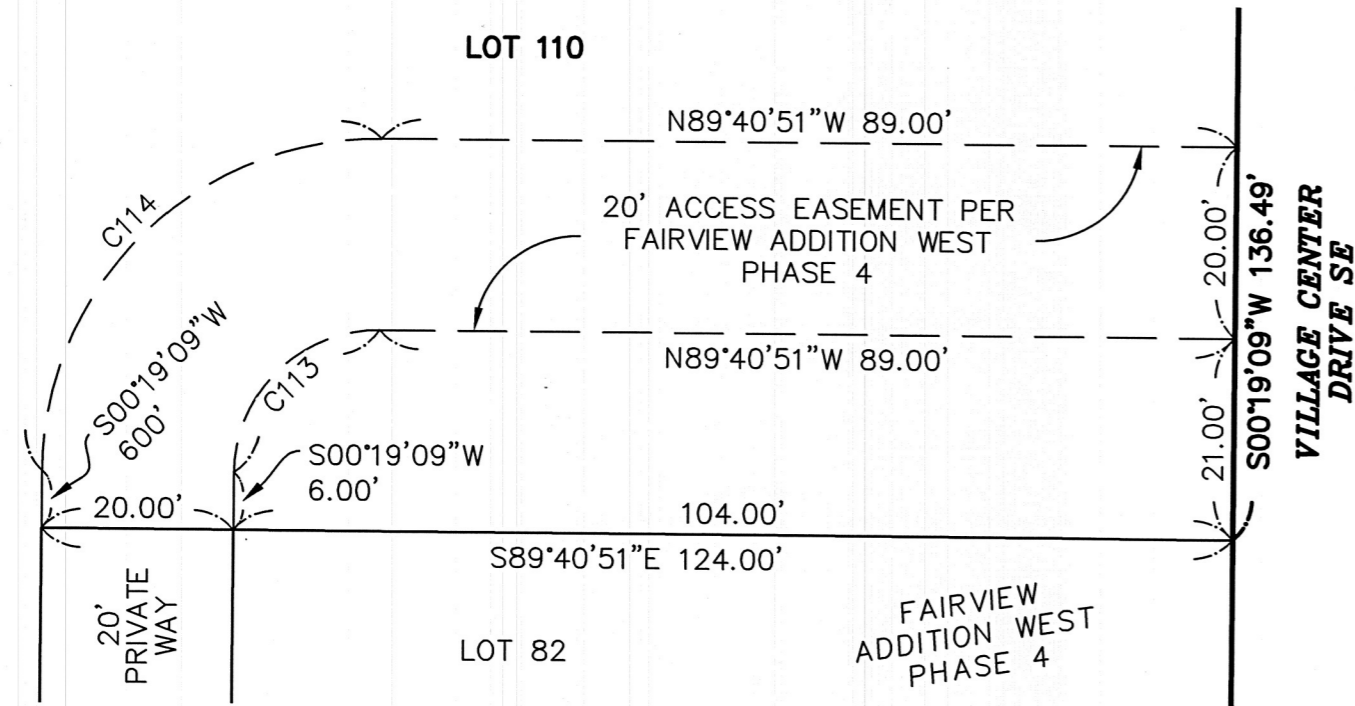 LOT 110
N89°40'51"W 89.00'
C114
20' ACCESS EASEMENT PER
FAIRVIEW ADDITION WEST
PHASE 4
20.00'
S00°19'09"W 136.49'
VILLAGE CENTER
DRIVE SE
N89°40'51"W 89.00'
C113
S00°19'09"W
600'
S00°19'09"W
6.00'
21.00'
20.00'
104.00'
S89°40'51"E 124.00'
20'
PRIVATE
WAY
LOT 82
FAIRVIEW
ADDITION WEST
PHASE 4